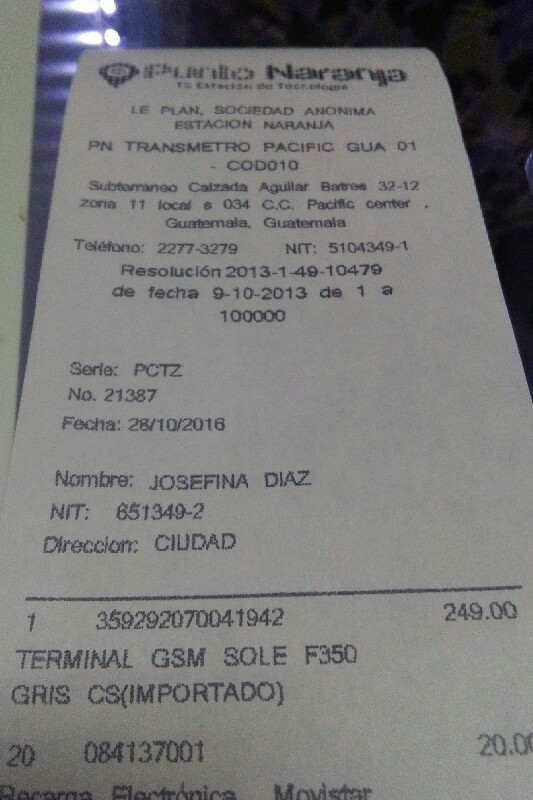 Punto Naranja
Tu Estación de Tecnología
LE PLAN, SOCIEDAD ANONIMA
ESTACION NARANJA
PN TRANSMETRO PACIFIC GUA 01
- COD010
Subterraneo Calzada Aguilar Batres 32-12
zona 11 local s 034 C.C. Pacific center ,
Guatemala, Guatemala
Teléfono: 2277-3279 NIT: 5104349-1
Resolución 2013-1-49-10479
de fecha 9-10-2013 de 1 a
100000
Serie: PCTZ
No. 21387
Fecha: 28/10/2016
Nombre: JOSEFINA DIAZ
NIT: 651349-2
Direccion: CIUDAD
1 359292070041942 249.00
TERMINAL GSM SOLE F350
GRIS CS(IMPORTADO)
20 084137001 20.00
Recarga Electrónica Movistar